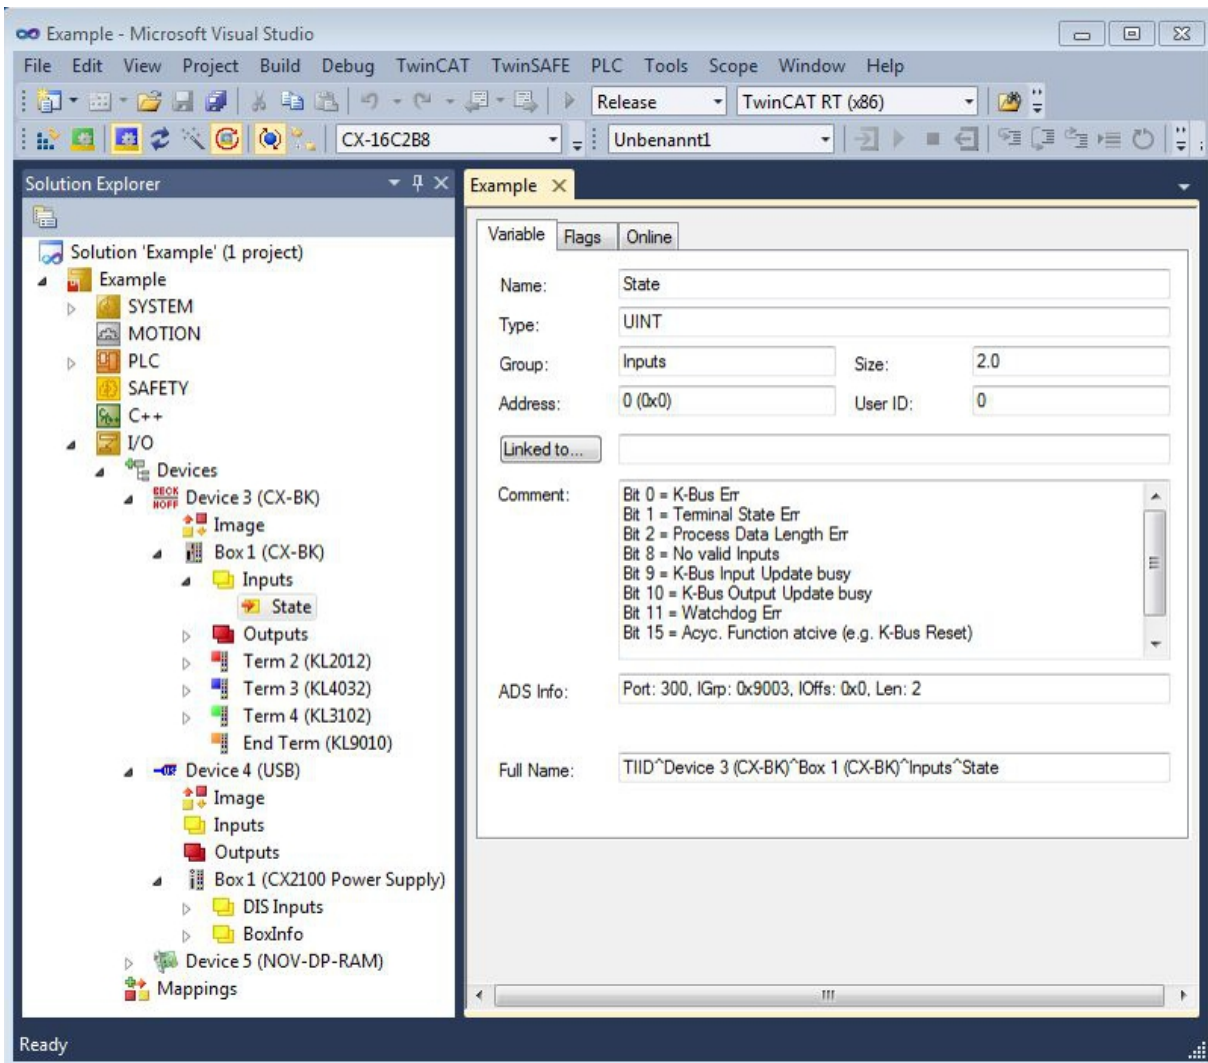 Example - Microsoft Visual Studio
File Edit View Project Build Debug TwinCAT TwinSAFE PLC Tools Scope Window Help
Release TwinCAT RT (x86)
CX-16C2B8 Unbenannt1
Solution Explorer
Solution 'Example' (1 project)
Example
SYSTEM
MOTION
PLC
SAFETY
C++
I/O
Devices
BECK
HOFF
Device 3 (CX-BK)
Image
Box 1 (CX-BK)
Inputs
State
Outputs
Term 2 (KL2012)
Term 3 (KL4032)
Term 4 (KL3102)
End Term (KL9010)
Device 4 (USB)
Image
Inputs
Outputs
Box 1 (CX2100 Power Supply)
DIS Inputs
BoxInfo
Device 5 (NOV-DP-RAM)
Mappings
Example
Variable Flags Online
Name: State
Type: UINT
Group: Inputs Size: 2.0
Address: 0 (0x0) User ID: 0
Linked to...
Comment: Bit 0 = K-Bus Err
Bit 1 = Terminal State Err
Bit 2 = Process Data Length Err
Bit 8 = No valid Inputs
Bit 9 = K-Bus Input Update busy
Bit 10 = K-Bus Output Update busy
Bit 11 = Watchdog Err
Bit 15 = Acyc. Function atcive (e.g. K-Bus Reset)
ADS Info: Port: 300, IGrp: 0x9003, IOffs: 0x0, Len: 2
Full Name: TIID^Device 3 (CX-BK)^Box 1 (CX-BK)^Inputs^State
Ready